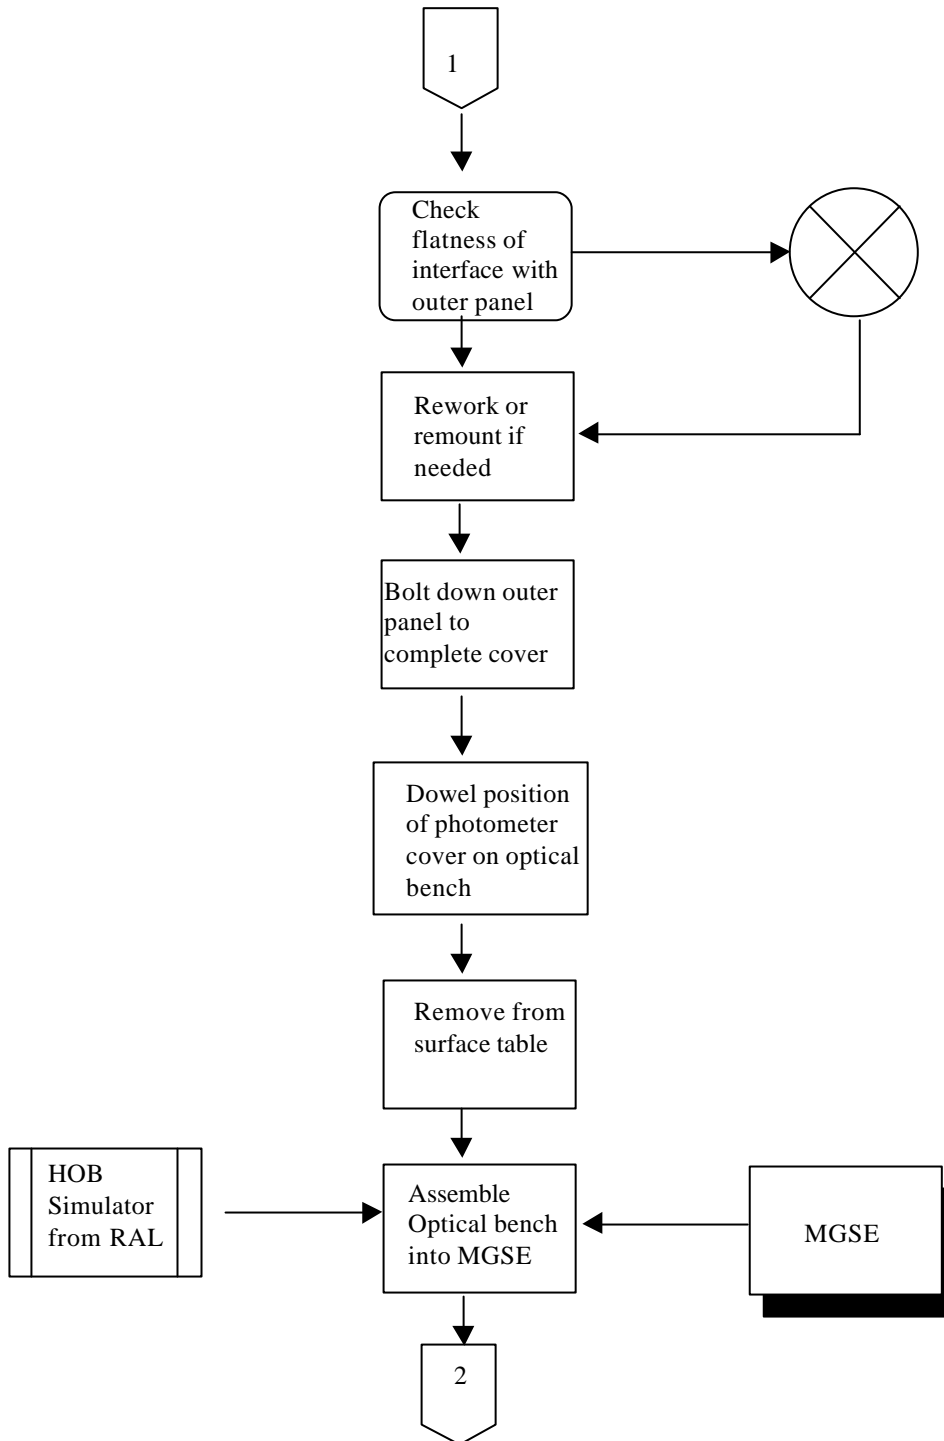 1
Check
flatness of
interface with
outer panel
Rework or
remount if
needed
Bolt down outer
panel to
complete cover
Dowel position
of photometer
cover on optical
bench
Remove from
surface table
HOB
Simulator
from RAL
Assemble
Optical bench
into MGSE
MGSE
2